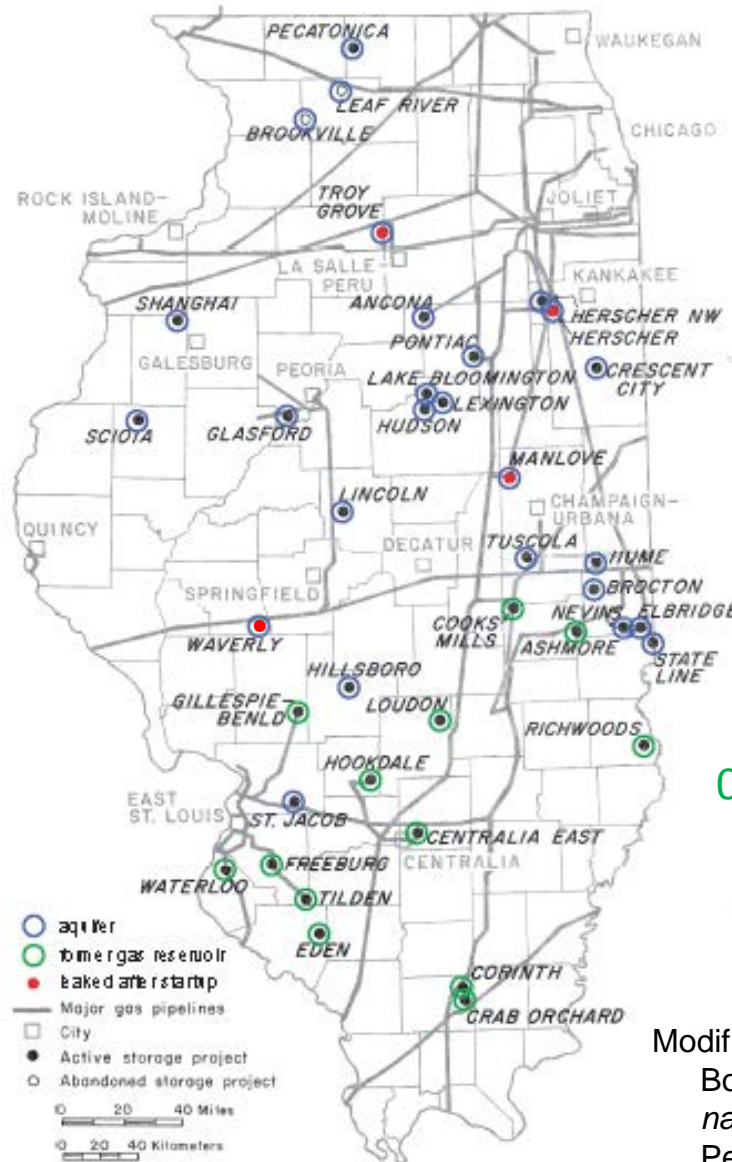 PECATONICA
WAUKEGAN
LEAF RIVER
BROOKVILLE
CHICAGO
ROCK ISLAND-
MOLINE
TROY
GROVE
JOLIET
LA SALLE-
PERU
KANKAKEE
SHANGHAI
ANCONA
HERSCHER NW
HERSCHER
GALESBURG
PONTIAC
PEORIA
CRESCENT
CITY
LAKE BLOOMINGTON
LEXINGTON
HUDSON
SCIOTA
GLASFORD
MANLOVE
LINCOLN
CHAMPAIGN-
URBANA
QUINCY
DECATUR
TUSCOLA
HUME
SPRINGFIELD
BROCTON
COOKS
MILLS
NEVINS
ELBRIDGE
WAVERLY
ASHMORE
STATE
LINE
HILLSBORO
GILLESPIE-
BENLD
LOUDON
RICHWOODS
HOOKDALE
EAST
ST. LOUIS
ST. JACOB
CENTRALIA EAST
CENTRALIA
FREEBURG
WATERLOO
TILDEN
EDEN
CORINTH
CRAB ORCHARD
aquifer
former gas reservoir
leaked after startup
Major gas pipelines
City
Active storage project
Abandoned storage project
0 20 40 Miles
0 20 40 Kilometers
Modif
Bo
na
Pe